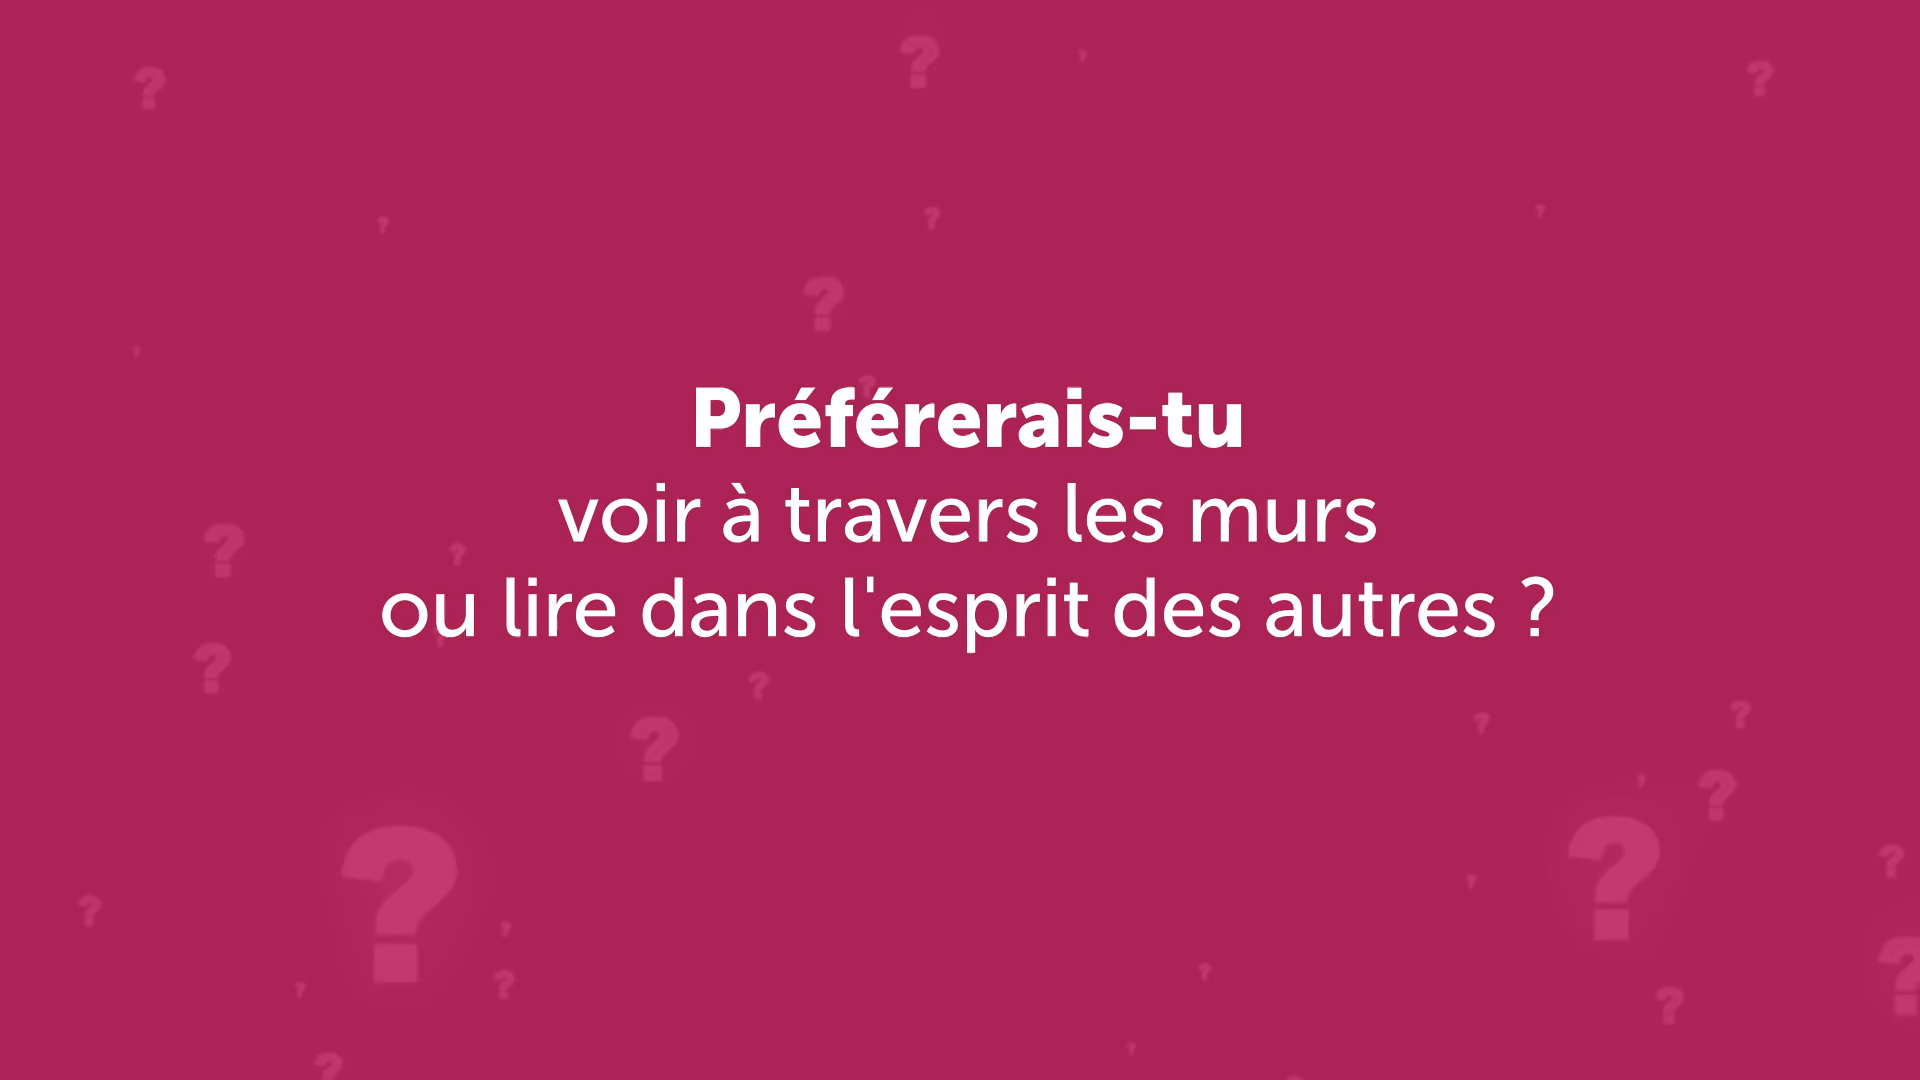 Préférerais-tu
voir à travers les murs
ou lire dans l'esprit des autres ?